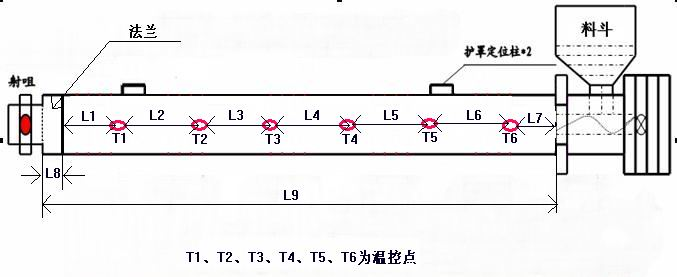 法兰
料斗
护罩定位柱*2
射咀
L1 L2 L3 L4 L5 L6 L7
T1 T2 T3 T4 T5 T6
L8
L9
T1、T2、T3、T4、T5、T6为温控点